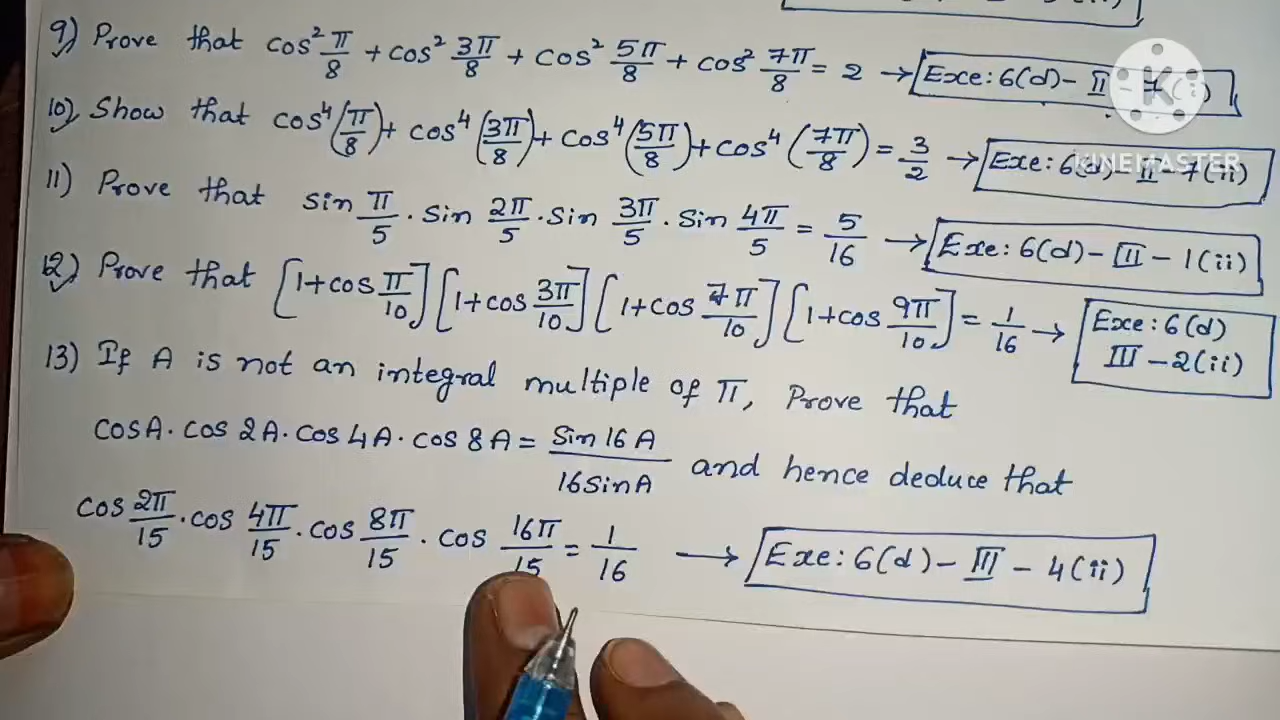 9) Prove that cos² π/8 + cos² 3π/8 + cos² 5π/8 + cos² 7π/8 = 2 → Exe: 6(d) - II - 7(i)
10) Show that cos⁴(π/8) + cos⁴(3π/8) + cos⁴(5π/8) + cos⁴(7π/8) = 3/2 → Exe: 6(d) - II - 7(ii)
KINEMASTER
11) Prove that sin π/5 . sin 2π/5 . sin 3π/5 . sin 4π/5 = 5/16 → Exe: 6(d) - III - 1(ii)
12) Prove that [1+cos π/10] [1+cos 3π/10] [1+cos 7π/10] [1+cos 9π/10] = 1/16 → Exe: 6(d) III - 2(ii)
13) If A is not an integral multiple of π, Prove that
cosA . cos 2A . cos 4A . cos 8A = sin 16A / 16 sinA and hence deduce that
cos 2π/15 . cos 4π/15 . cos 8π/15 . cos 16π/15 = 1/16 → Exe: 6(d) - III - 4(ii)